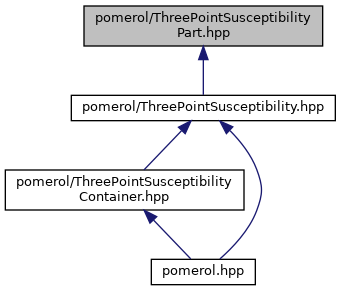 pomerol/ThreePointSusceptibility
Part.hpp
pomerol/ThreePointSusceptibility.hpp
pomerol/ThreePointSusceptibility
Container.hpp
pomerol.hpp